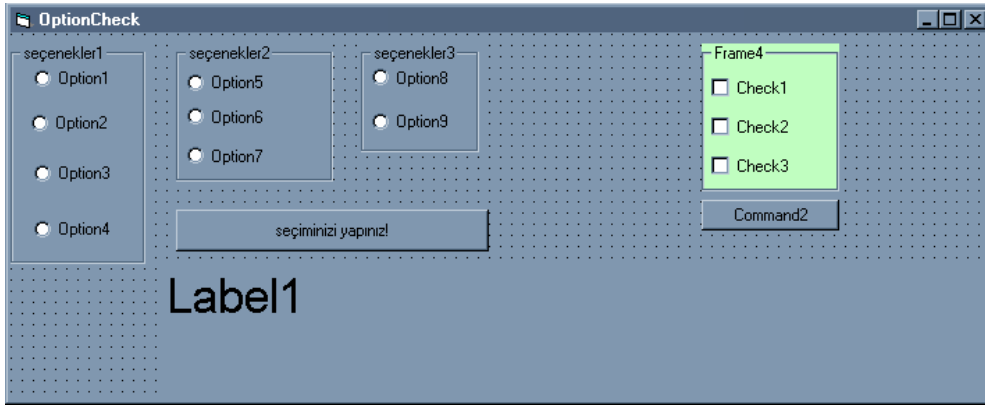 OptionCheck
seçenekler1
Option1
Option2
Option3
Option4
seçenekler2
Option5
Option6
Option7
seçenekler3
Option8
Option9
Frame4
Check1
Check2
Check3
seçiminizi yapınız!
Command2
Label1